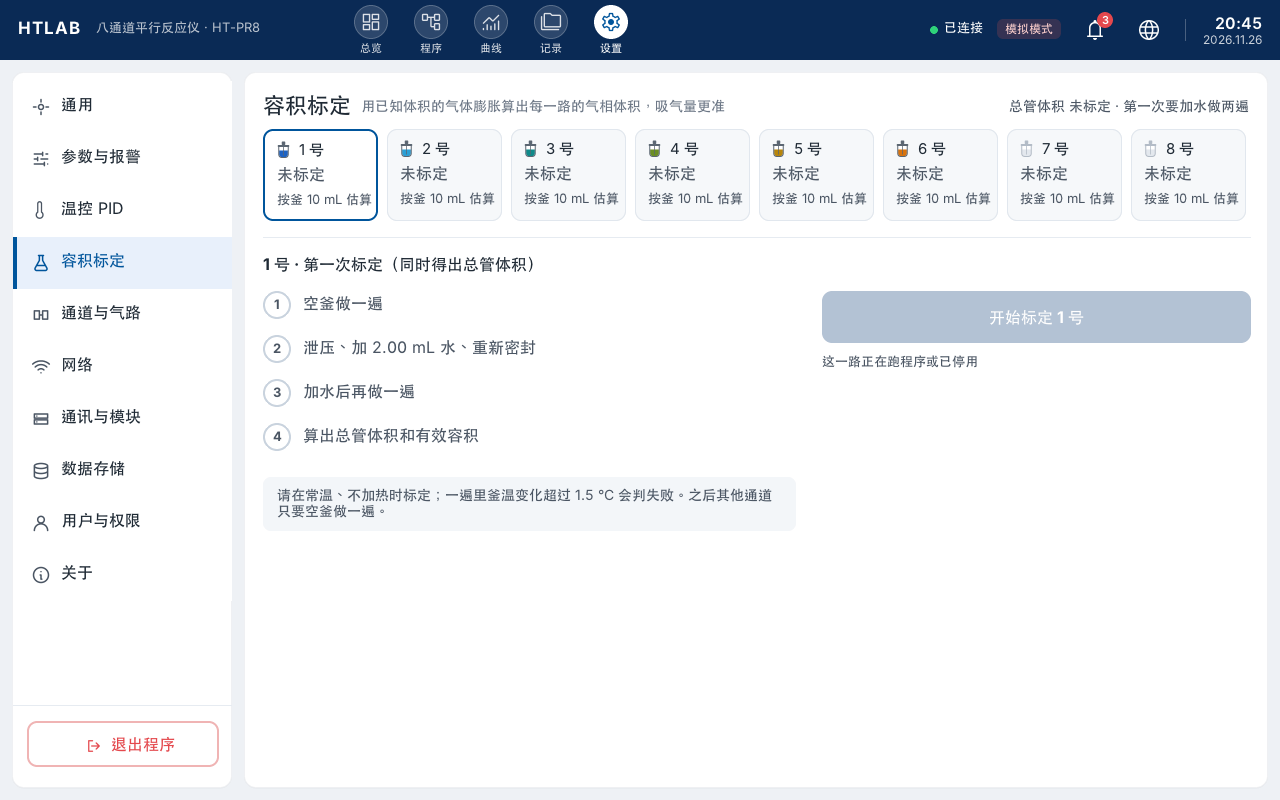 HTLAB
八通道平行反应仪 · HT-PR8
总览
程序
曲线
记录
设置
已连接
模拟模式
3
20:45
2026.11.26
通用
参数与报警
温控 PID
容积标定
通道与气路
网络
通讯与模块
数据存储
用户与权限
关于
退出程序
容积标定
用已知体积的气体膨胀算出每一路的气相体积，吸气量更准
总管体积 未标定 · 第一次要加水做两遍
1 号
未标定
按釜 10 mL 估算
2 号
未标定
按釜 10 mL 估算
3 号
未标定
按釜 10 mL 估算
4 号
未标定
按釜 10 mL 估算
5 号
未标定
按釜 10 mL 估算
6 号
未标定
按釜 10 mL 估算
7 号
未标定
按釜 10 mL 估算
8 号
未标定
按釜 10 mL 估算
1 号 · 第一次标定（同时得出总管体积）
1 空釜做一遍
2 泄压、加 2.00 mL 水、重新密封
3 加水后再做一遍
4 算出总管体积和有效容积
请在常温、不加热时标定；一遍里釜温变化超过 1.5 °C 会判失败。之后其他通道
只要空釜做一遍。
开始标定 1 号
这一路正在跑程序或已停用